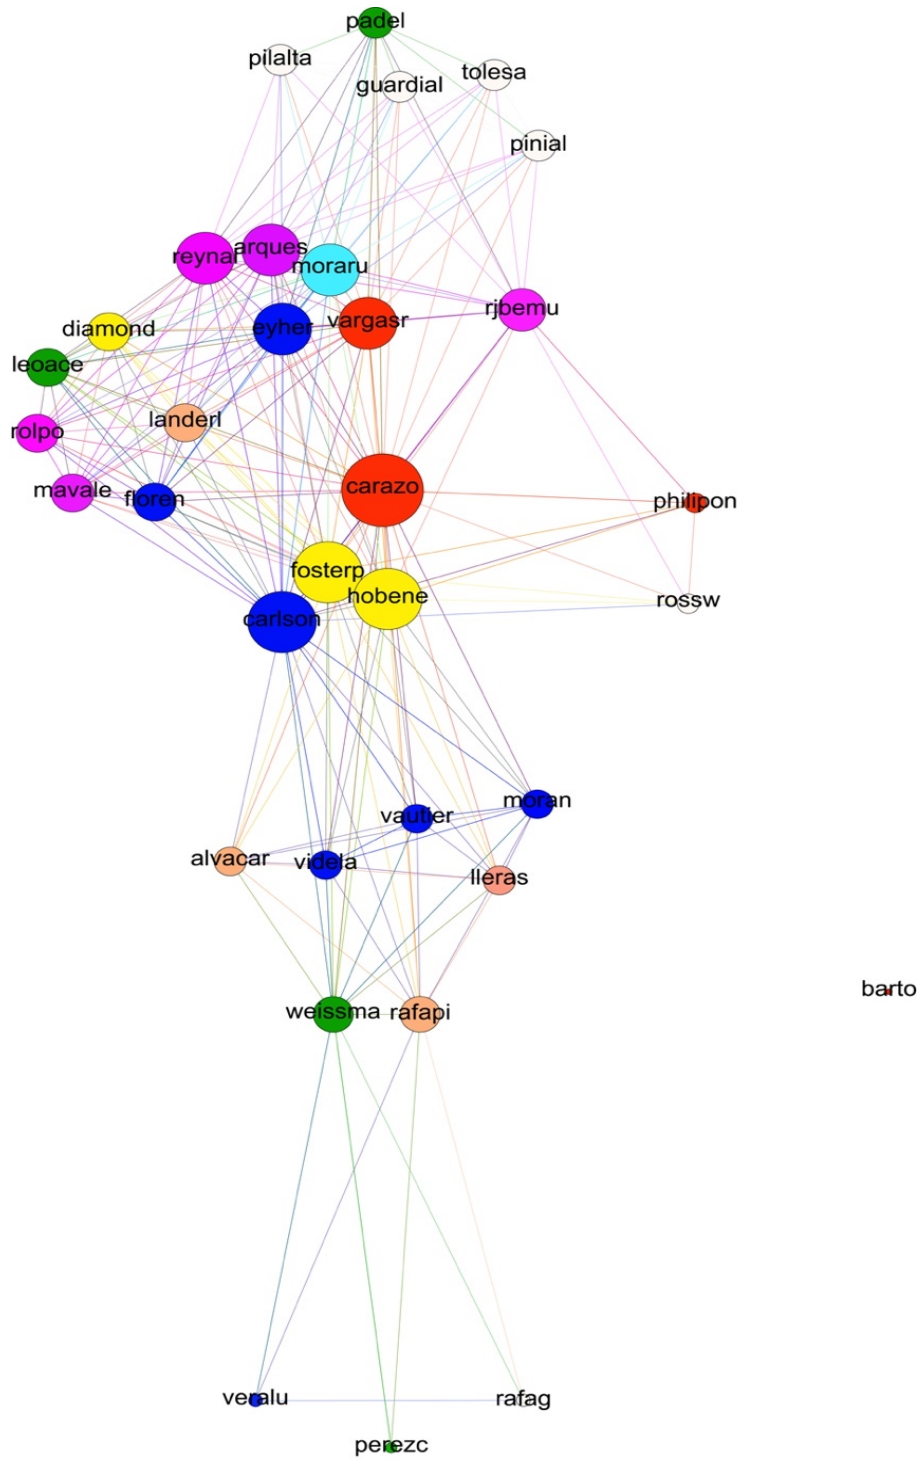 padel
pilalta
guardial
tolesa
pinial
reynal
arques
moraru
rjbemu
diamond
eyher
vargasr
leoace
landerl
rolpo
mavale
floren
carazo
philipon
fosterp
hobene
rossw
carlson
vautier
moran
alvacar
videla
lleras
barto
weissma
rafapi
veralu
rafag
perezc